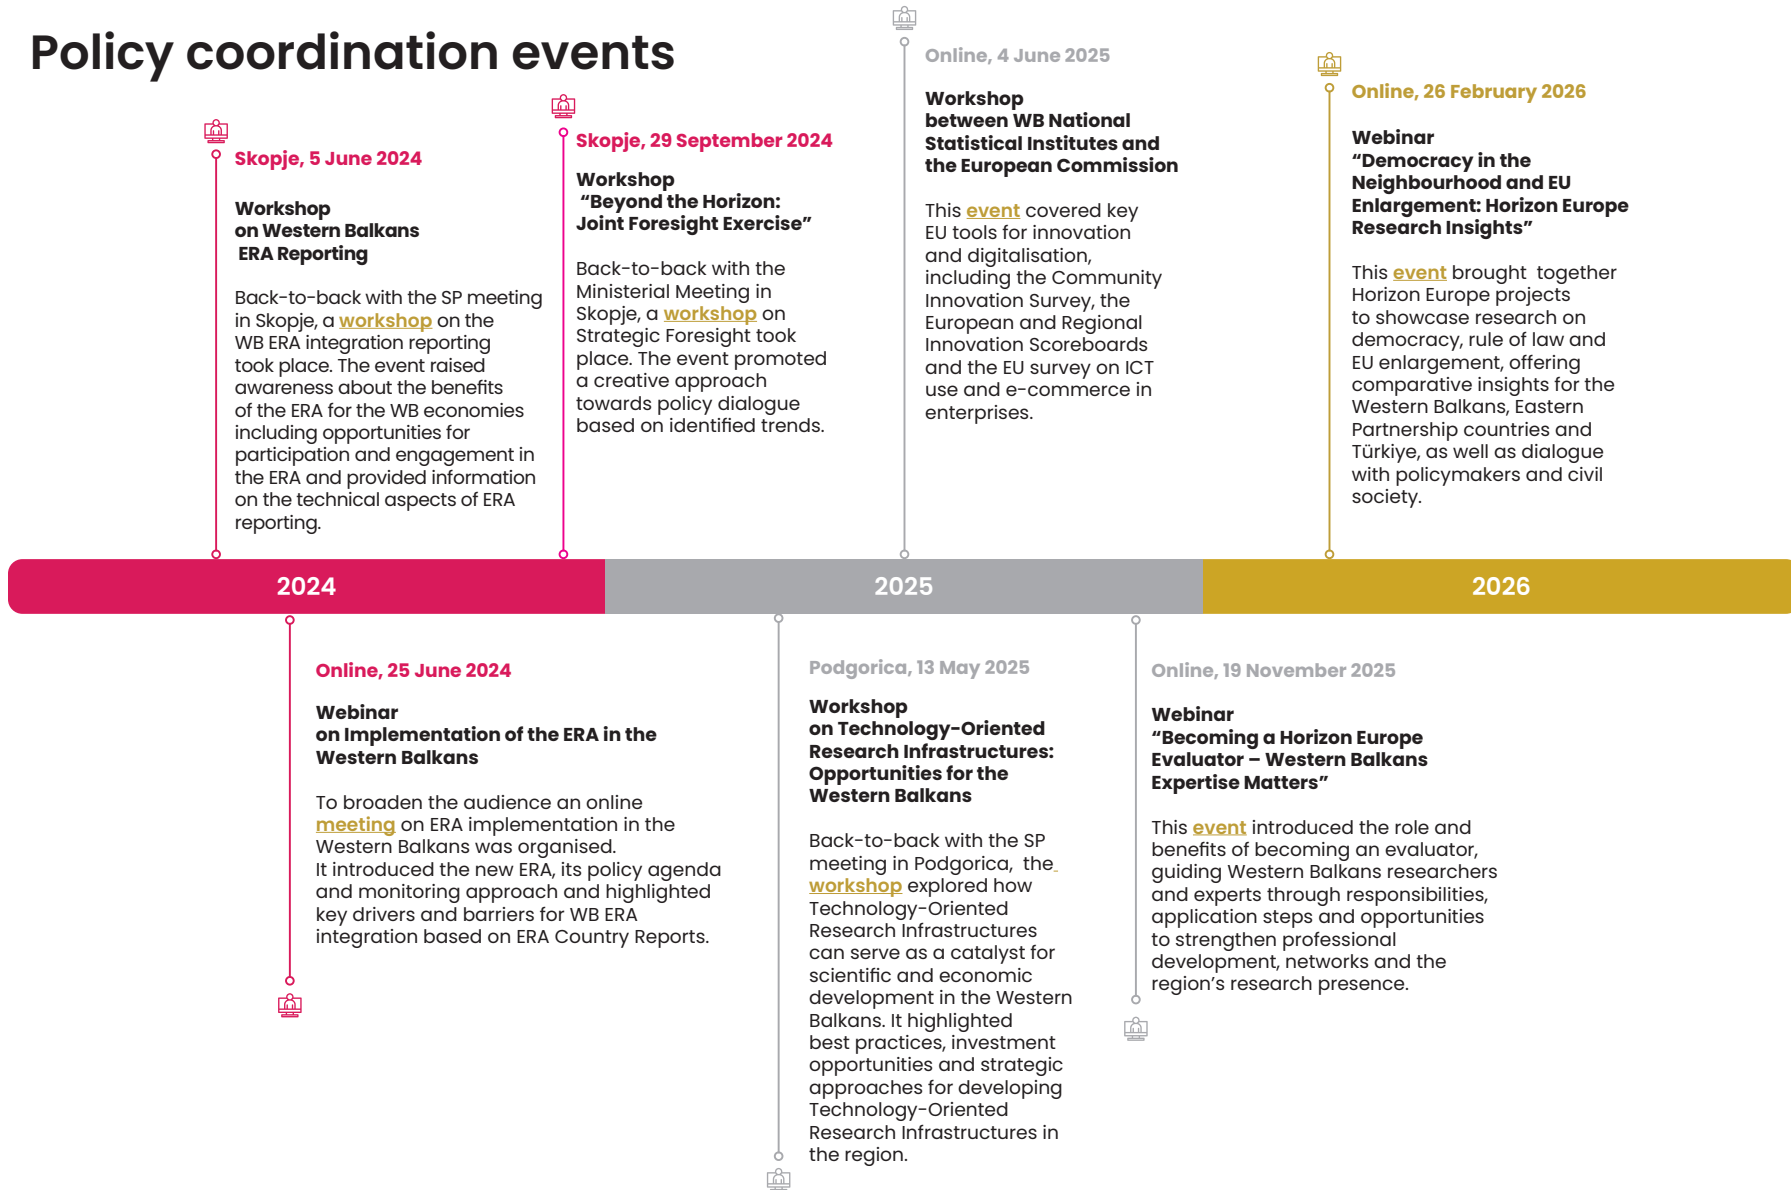 Policy coordination events
Skopje, 5 June 2024
Workshop
on Western Balkans
ERA Reporting
Back-to-back with the SP meeting
in Skopje, a workshop on the
WB ERA integration reporting
took place. The event raised
awareness about the benefits
of the ERA for the WB economies
including opportunities for
participation and engagement in
the ERA and provided information
on the technical aspects of ERA
reporting.
Skopje, 29 September 2024
Workshop
“Beyond the Horizon:
Joint Foresight Exercise”
Back-to-back with the
Ministerial Meeting in
Skopje, a workshop on
Strategic Foresight took
place. The event promoted
a creative approach
towards policy dialogue
based on identified trends.
Online, 4 June 2025
Workshop
between WB National
Statistical Institutes and
the European Commission
This event covered key
EU tools for innovation
and digitalisation,
including the Community
Innovation Survey, the
European and Regional
Innovation Scoreboards
and the EU survey on ICT
use and e-commerce in
enterprises.
Online, 26 February 2026
Webinar
“Democracy in the
Neighbourhood and EU
Enlargement: Horizon Europe
Research Insights”
This event brought together
Horizon Europe projects
to showcase research on
democracy, rule of law and
EU enlargement, offering
comparative insights for the
Western Balkans, Eastern
Partnership countries and
Türkiye, as well as dialogue
with policymakers and civil
society.
2024
2025
2026
Online, 25 June 2024
Webinar
on Implementation of the ERA in the
Western Balkans
To broaden the audience an online
meeting on ERA implementation in the
Western Balkans was organised.
It introduced the new ERA, its policy agenda
and monitoring approach and highlighted
key drivers and barriers for WB ERA
integration based on ERA Country Reports.
Podgorica, 13 May 2025
Workshop
on Technology-Oriented
Research Infrastructures:
Opportunities for the
Western Balkans
Back-to-back with the SP
meeting in Podgorica, the
workshop explored how
Technology-Oriented
Research Infrastructures
can serve as a catalyst for
scientific and economic
development in the Western
Balkans. It highlighted
best practices, investment
opportunities and strategic
approaches for developing
Technology-Oriented
Research Infrastructures in
the region.
Online, 19 November 2025
Webinar
“Becoming a Horizon Europe
Evaluator – Western Balkans
Expertise Matters”
This event introduced the role and
benefits of becoming an evaluator,
guiding Western Balkans researchers
and experts through responsibilities,
application steps and opportunities
to strengthen professional
development, networks and the
region’s research presence.